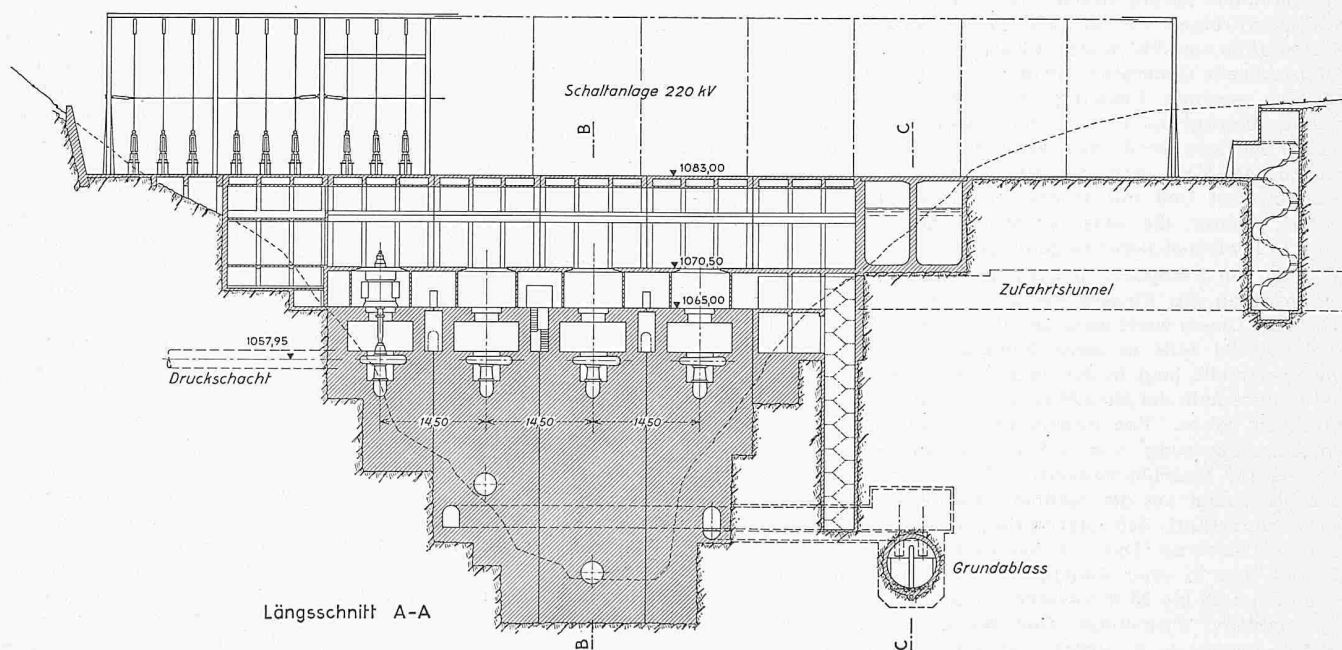 Schaltanlage 220 kV
B
C
1083,00
1070,50
1065,00
Zufahrtstunnel
1057,95
Druckschacht
14,50
14,50
14,50
Grundablass
Längsschnitt A-A
B
C